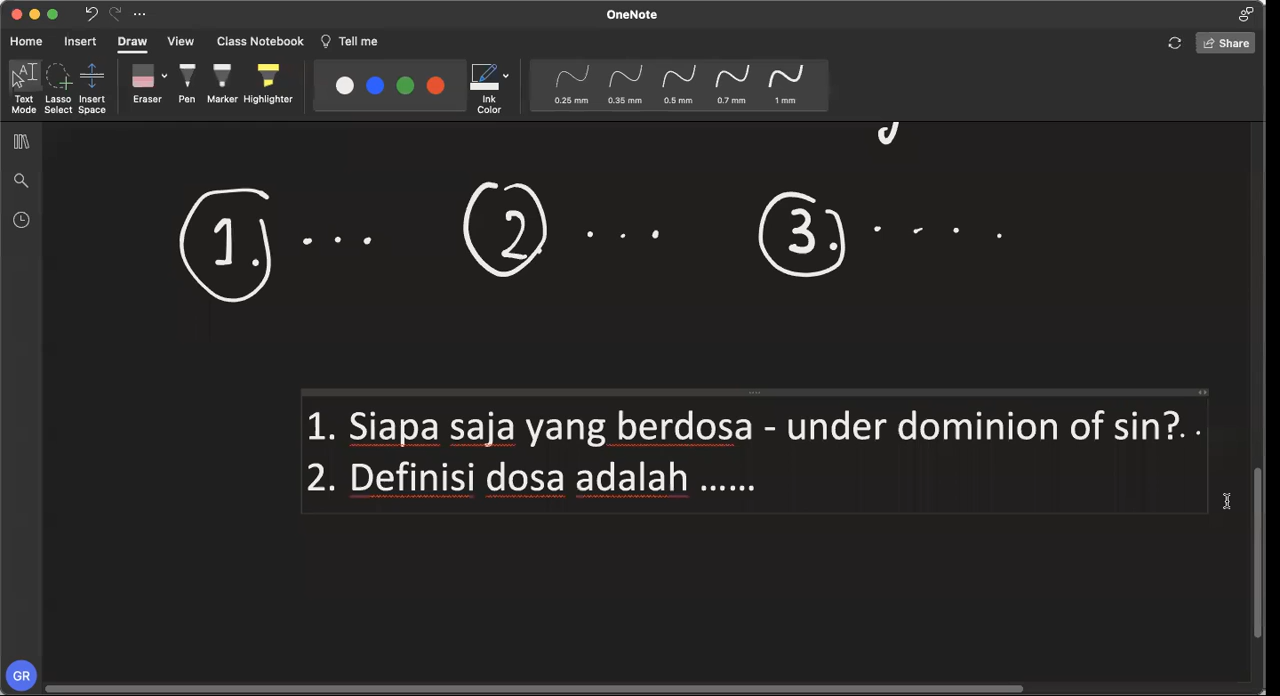 OneNote
Home Insert Draw View Class Notebook Tell me
Share
Text Mode
Lasso Select
Insert Space
Eraser
Pen
Marker
Highlighter
Ink Color
0.25 mm
0.35 mm
0.5 mm
0.7 mm
1 mm
1. ... 2 ... 3. ....
1. Siapa saja yang berdosa - under dominion of sin?. .
2. Definisi dosa adalah ......
GR